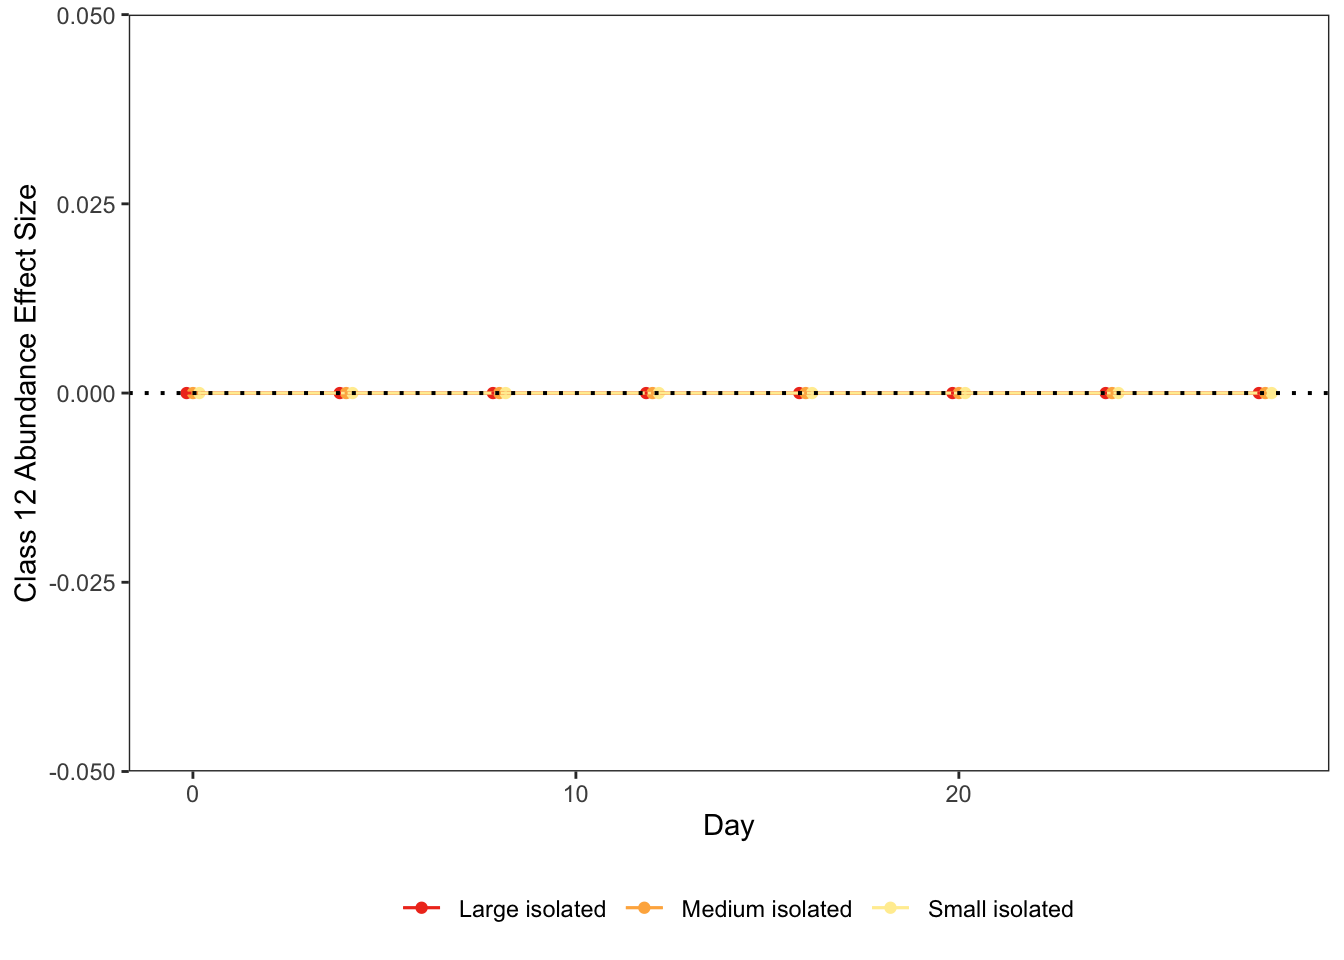 Class 12 Abundance Effect Size
0.050
0.025
0.000
-0.025
-0.050
0 10 20
Day
Large isolated Medium isolated Small isolated